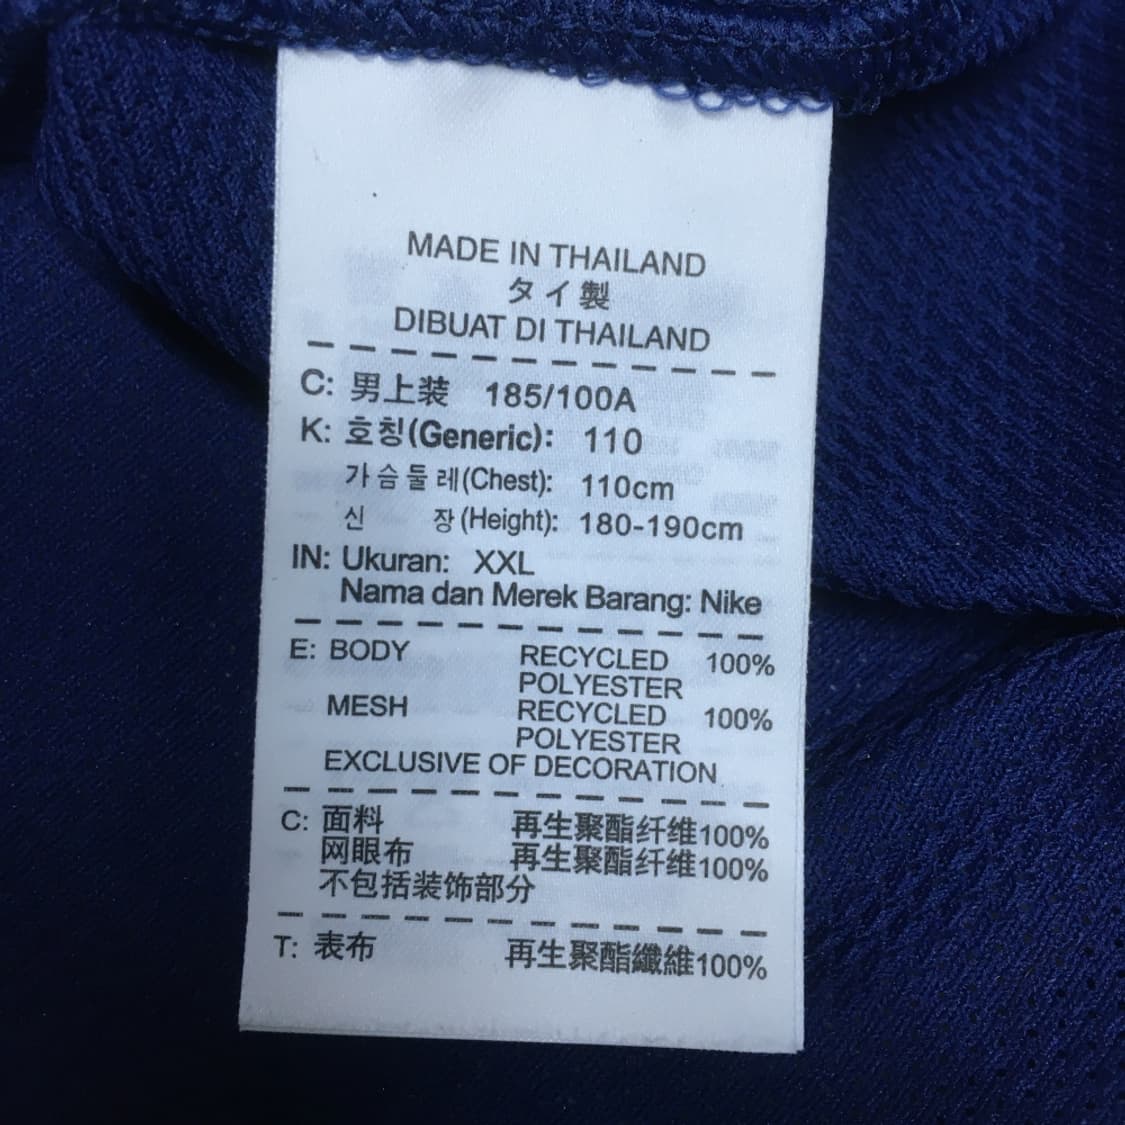 MADE IN THAILAND
タイ製
DIBUAT DI THAILAND
C: 男上装 185/100A
K: 호칭(Generic): 110
가슴둘레(Chest): 110cm
신 장(Height): 180-190cm
IN: Ukuran: XXL
Nama dan Merek Barang: Nike
E: BODY RECYCLED 100%
POLYESTER
MESH RECYCLED 100%
POLYESTER
EXCLUSIVE OF DECORATION
C: 面料 再生聚酯纤维100%
网眼布 再生聚酯纤维100%
不包括装饰部分
T: 表布 再生聚酯纖維100%